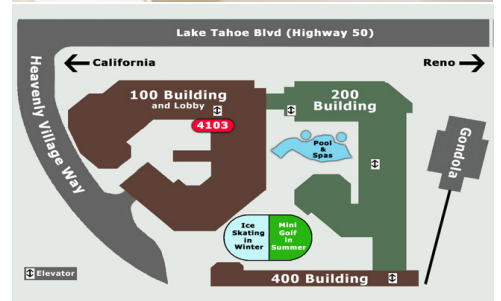 Lake Tahoe Blvd (Highway 50)
California
Reno
Heavenly Village Way
100 Building
and Lobby
200
Building
4103
Pool
&
Spas
Gondola
Ice
Skating
in
Winter
Mini
Golf
in
Summer
400 Building
Elevator